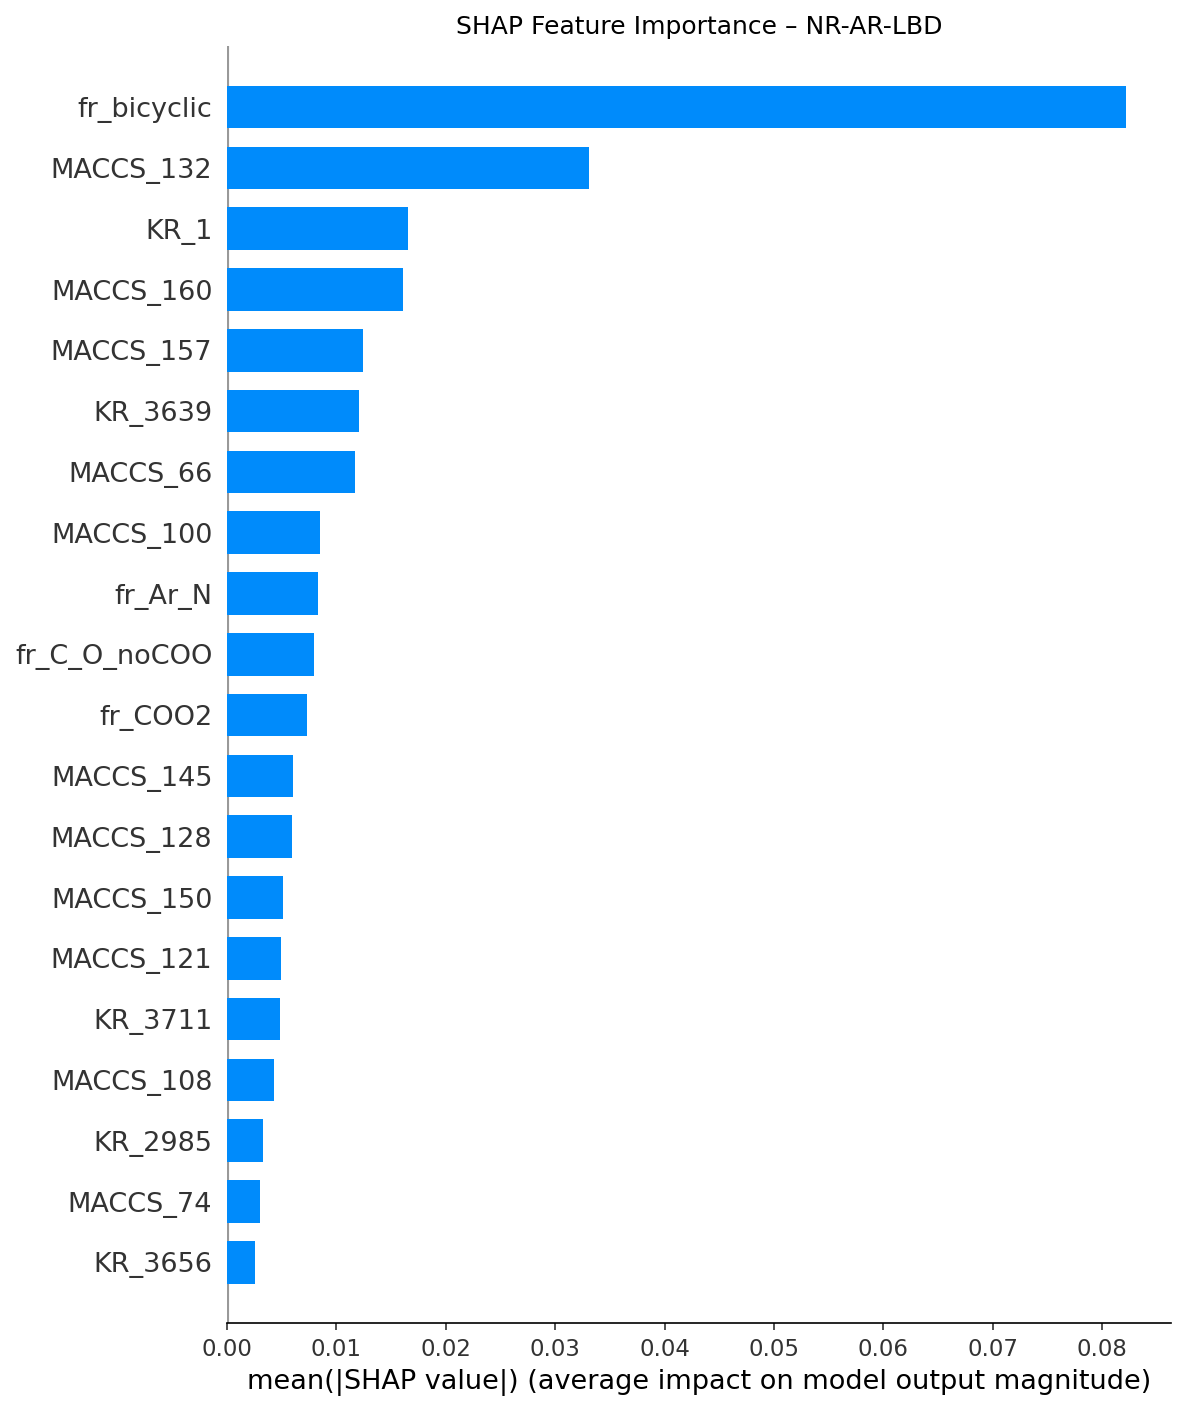 SHAP Feature Importance – NR-AR-LBD
fr_bicyclic
MACCS_132
KR_1
MACCS_160
MACCS_157
KR_3639
MACCS_66
MACCS_100
fr_Ar_N
fr_C_O_noCOO
fr_COO2
MACCS_145
MACCS_128
MACCS_150
MACCS_121
KR_3711
MACCS_108
KR_2985
MACCS_74
KR_3656
0.00 0.01 0.02 0.03 0.04 0.05 0.06 0.07 0.08
mean(|SHAP value|) (average impact on model output magnitude)